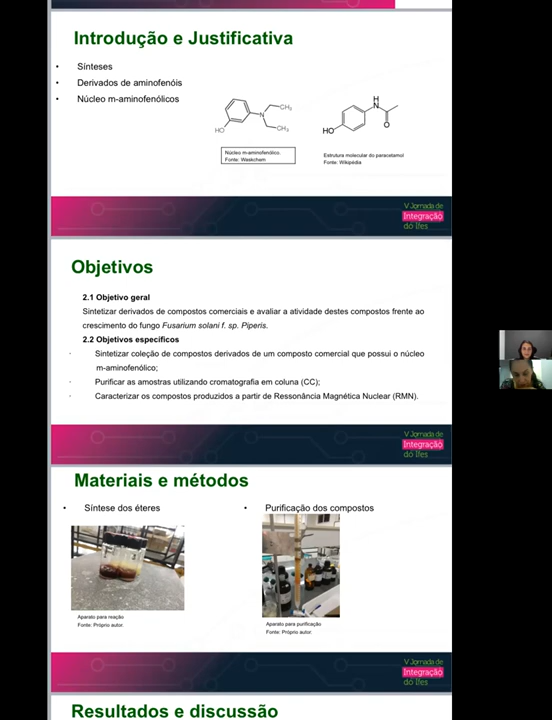 Introdução e Justificativa
• Sínteses
• Derivados de aminofenóis
• Núcleo m-aminofenólicos
HO
N
CH₃
CH₃
Núcleo m-aminofenólico.
Fonte: Weskchem
HO
H
N
O
Estrutura molecular do paracetamol
Fonte: Wikipédia
V Jornada de
Integração
do Ifes
Objetivos
2.1 Objetivo geral
Sintetizar derivados de compostos comerciais e avaliar a atividade destes compostos frente ao
crescimento do fungo Fusarium solani f. sp. Piperis.
2.2 Objetivos específicos
· Sintetizar coleção de compostos derivados de um composto comercial que possui o núcleo
m-aminofenólico;
· Purificar as amostras utilizando cromatografia em coluna (CC);
· Caracterizar os compostos produzidos a partir de Ressonância Magnética Nuclear (RMN).
V Jornada de
Integração
do Ifes
Materiais e métodos
• Síntese dos éteres
Aparato para reação
Fonte: Próprio autor.
• Purificação dos compostos
Aparato para purificação
Fonte: Próprio autor.
V Jornada de
Integração
do Ifes
Resultados e discussão